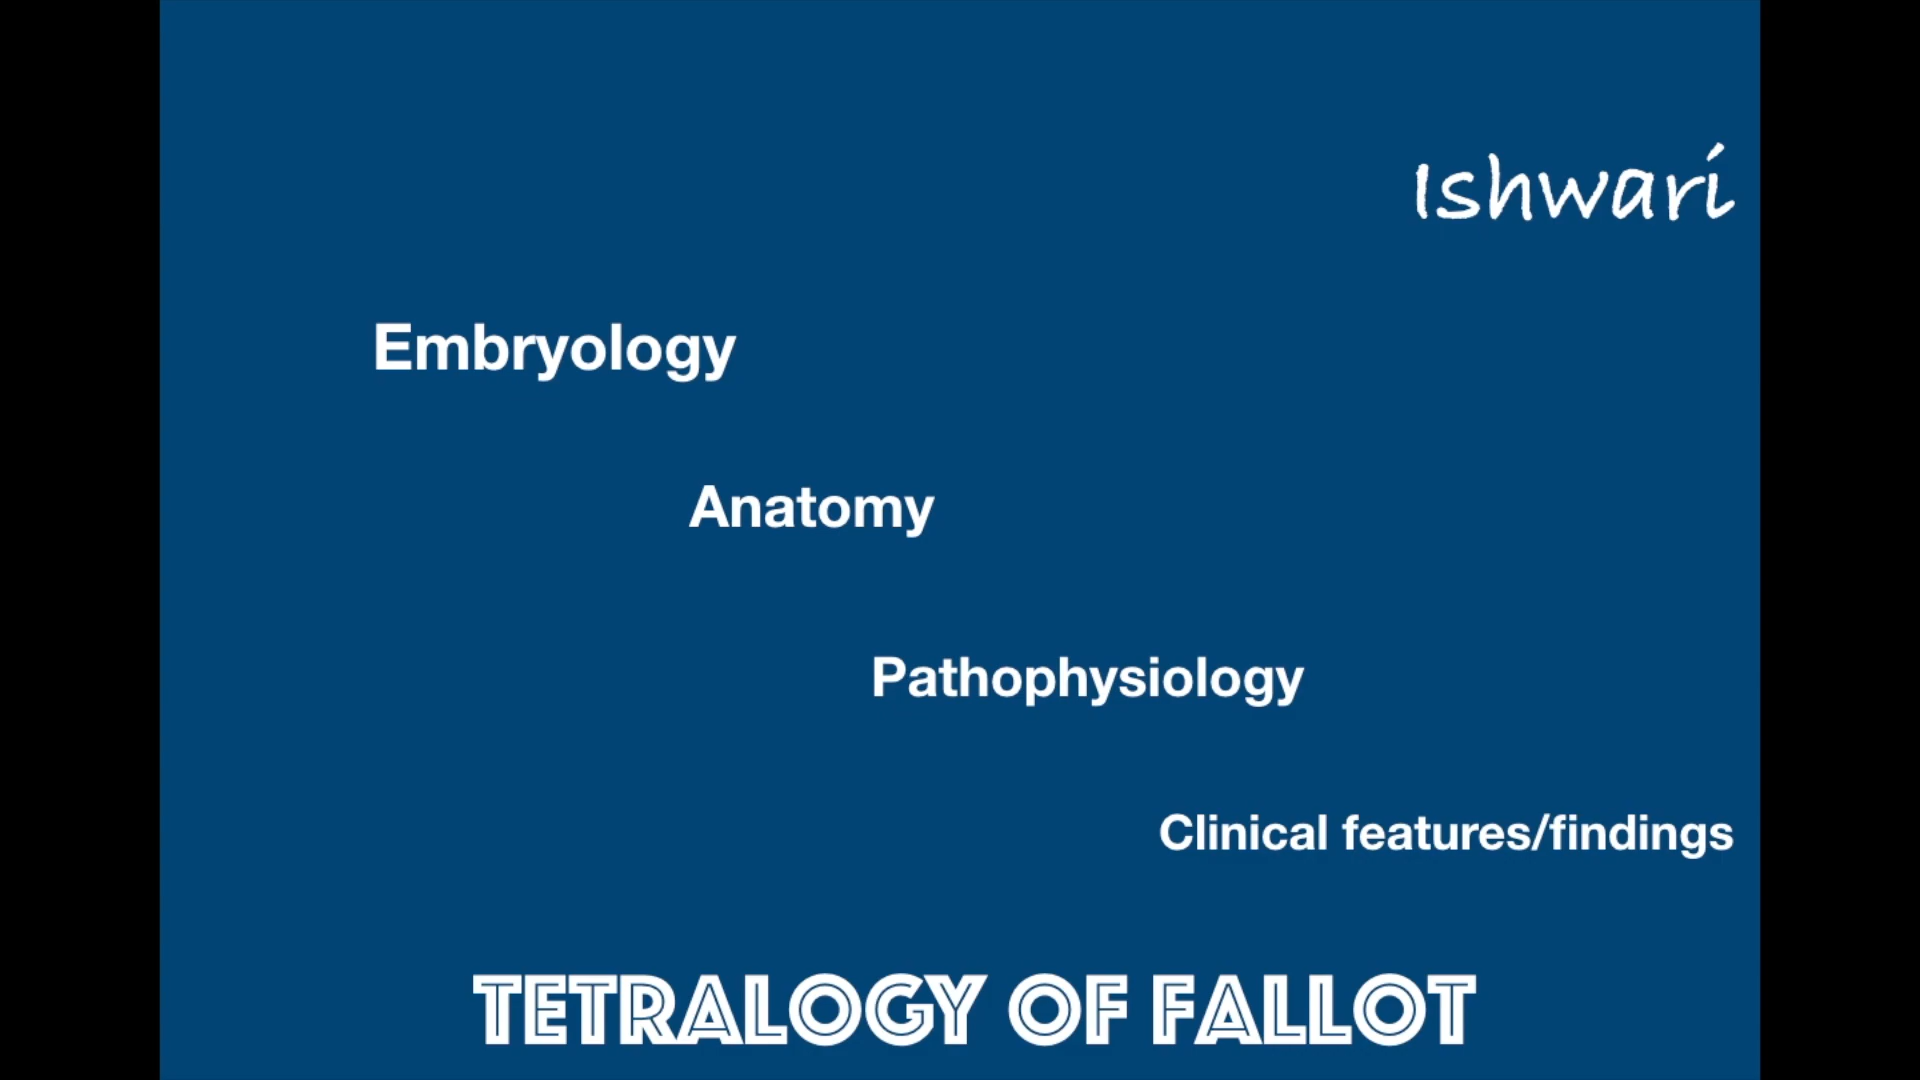 Ishwari
Embryology
Anatomy
Pathophysiology
Clinical features/findings
TETRALOGY OF FALLOT